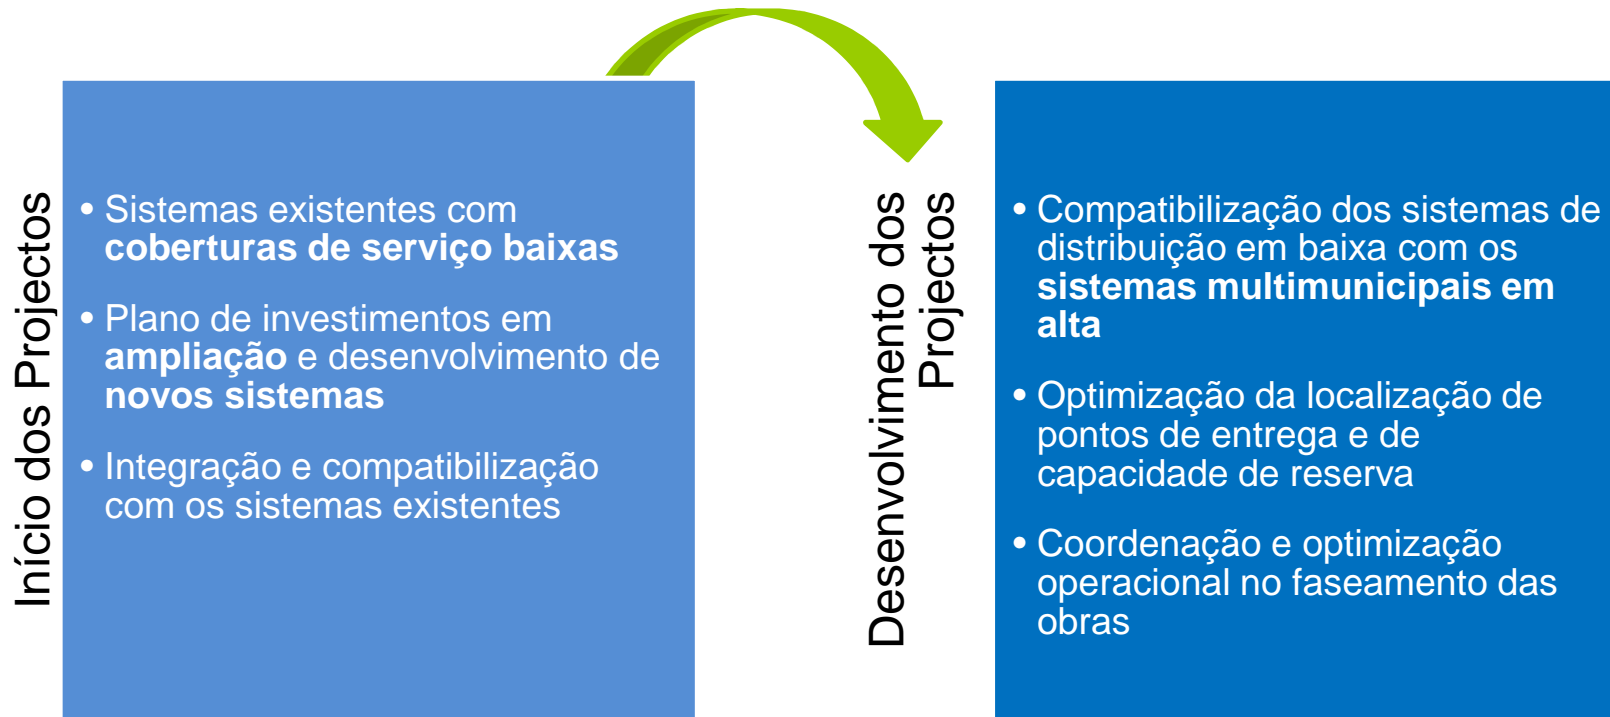 Início dos Projectos
• Sistemas existentes com
coberturas de serviço baixas
• Plano de investimentos em
ampliação e desenvolvimento de
novos sistemas
• Integração e compatibilização
com os sistemas existentes
Desenvolvimento dos
Projectos
• Compatibilização dos sistemas de
distribuição em baixa com os
sistemas multimunicipais em
alta
• Optimização da localização de
pontos de entrega e de
capacidade de reserva
• Coordenação e optimização
operacional no faseamento das
obras